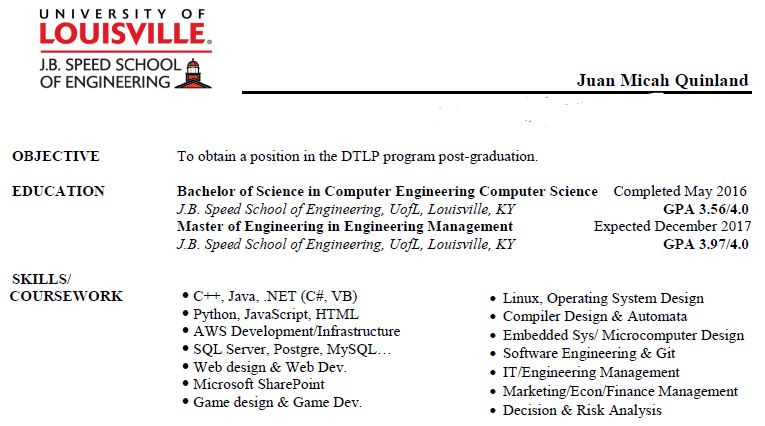 UNIVERSITY OF
LOUISVILLE.
J.B. SPEED SCHOOL
OF ENGINEERING
Juan Micah Quinland
OBJECTIVE To obtain a position in the DTLP program post-graduation.
EDUCATION Bachelor of Science in Computer Engineering Computer Science Completed May 2016
J.B. Speed School of Engineering, UofL, Louisville, KY GPA 3.56/4.0
Master of Engineering in Engineering Management Expected December 2017
J.B. Speed School of Engineering, UofL, Louisville, KY GPA 3.97/4.0
SKILLS/
COURSEWORK
• C++, Java, .NET (C#, VB)
• Python, JavaScript, HTML
• AWS Development/Infrastructure
• SQL Server, Postgre, MySQL…
• Web design & Web Dev.
• Microsoft SharePoint
• Game design & Game Dev.
• Linux, Operating System Design
• Compiler Design & Automata
• Embedded Sys/ Microcomputer Design
• Software Engineering & Git
• IT/Engineering Management
• Marketing/Econ/Finance Management
• Decision & Risk Analysis